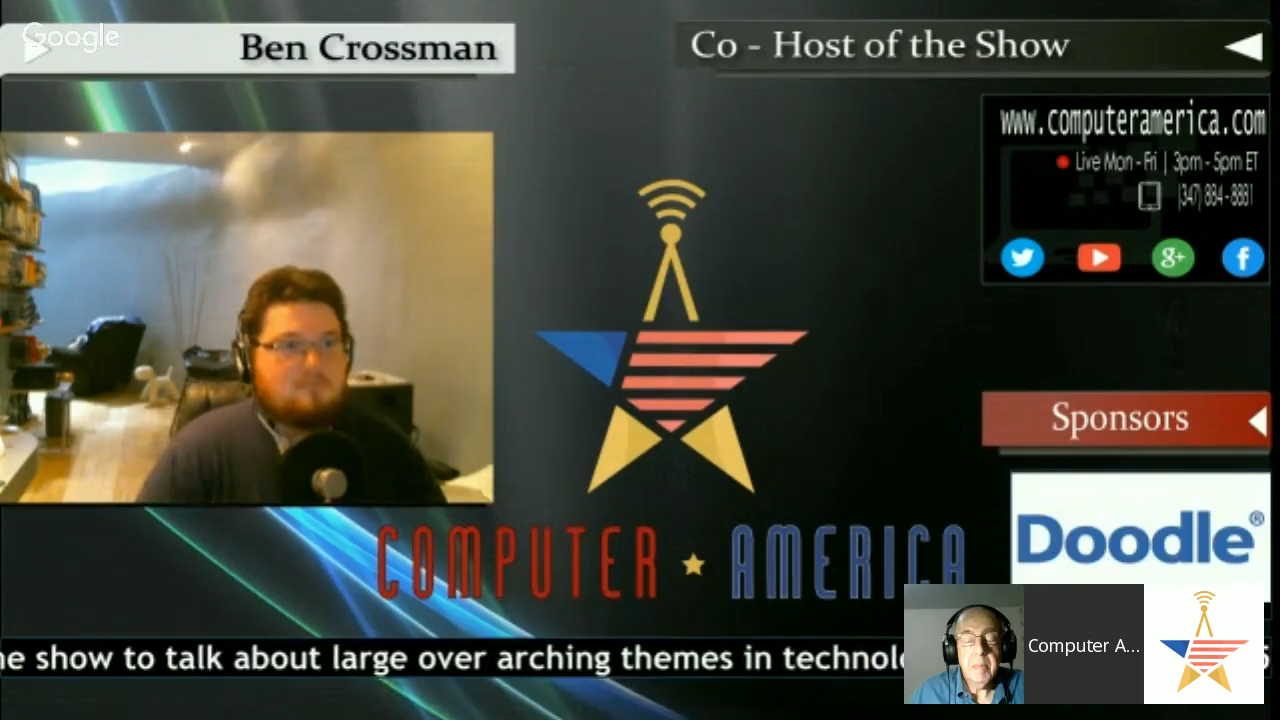 Google
Ben Crossman
Co - Host of the Show
www.computeramerica.com
Live Mon - Fri | 3pm - 5pm ET
(347) 884-8881
g+
f
Sponsors
Doodle®
COMPUTER AMERICA
he show to talk about large over arching themes in technolo
Computer A...